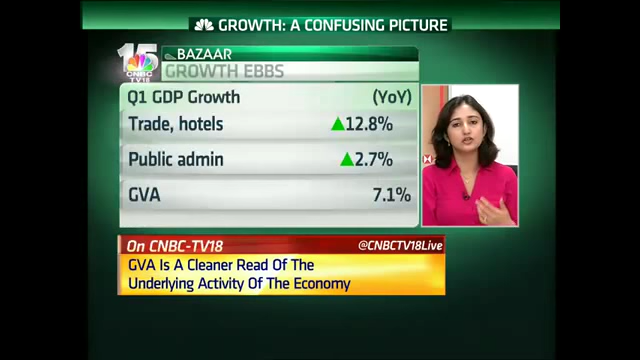 GROWTH: A CONFUSING PICTURE
15
CNBC
TV18
BAZAAR
GROWTH EBBS
Q1 GDP Growth (YoY)
Trade, hotels 12.8%
Public admin 2.7%
GVA 7.1%
On CNBC-TV18 @CNBCTV18Live
GVA Is A Cleaner Read Of The
Underlying Activity Of The Economy